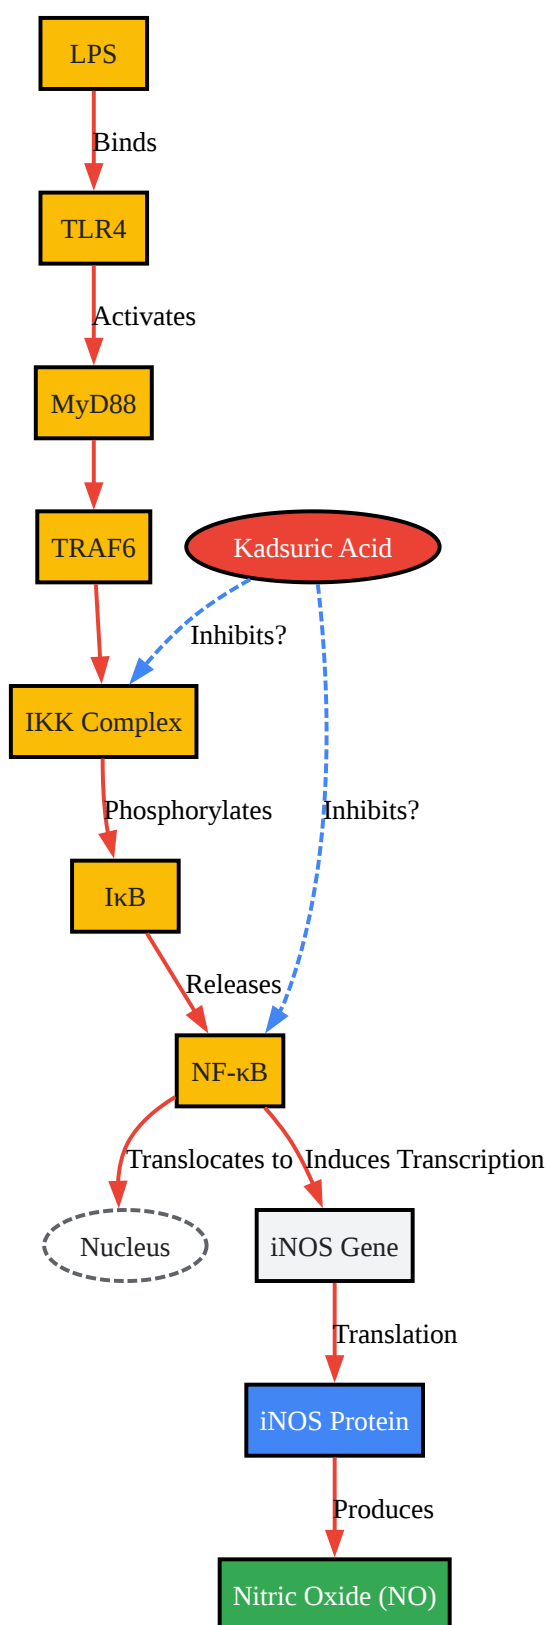 LPS
Binds
TLR4
Activates
MyD88
TRAF6
Kadsuric Acid
Inhibits?
IKK Complex
Phosphorylates
Inhibits?
IκB
Releases
NF-κB
Translocates to
Induces Transcription
Nucleus
iNOS Gene
Translation
iNOS Protein
Produces
Nitric Oxide (NO)